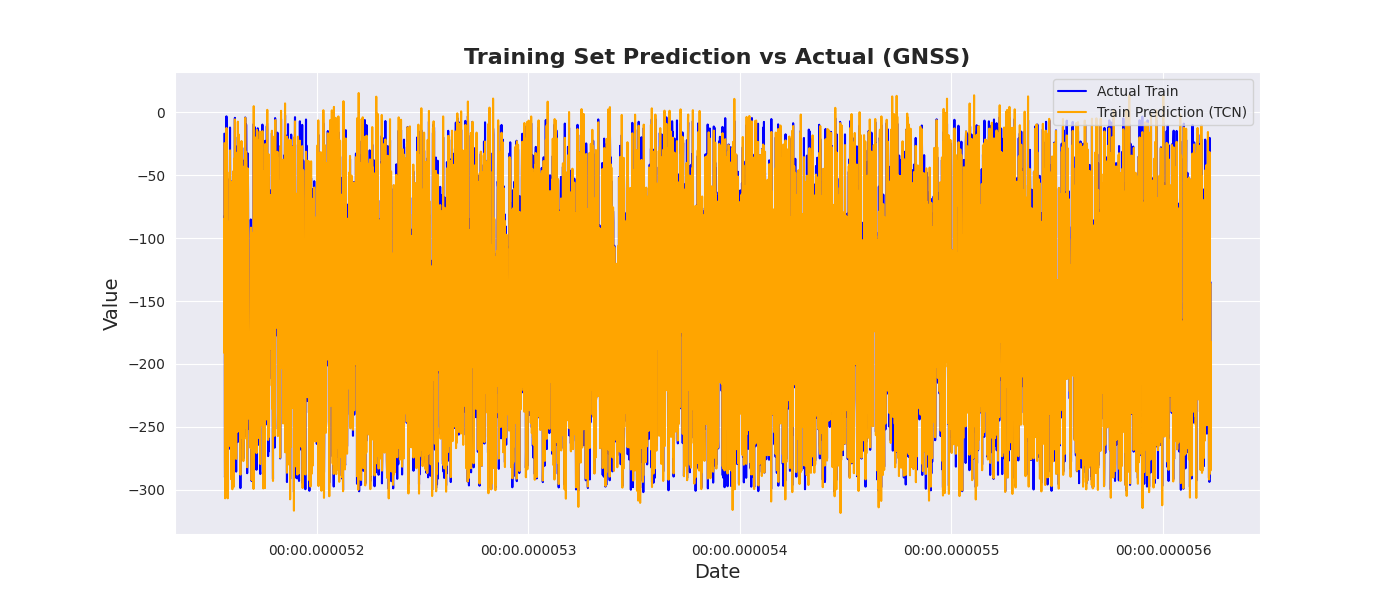 Training Set Prediction vs Actual (GNSS)
Actual Train
Train Prediction (TCN)
Value
0
−50
−100
−150
−200
−250
−300
00:00.000052
00:00.000053
00:00.000054
00:00.000055
00:00.000056
Date